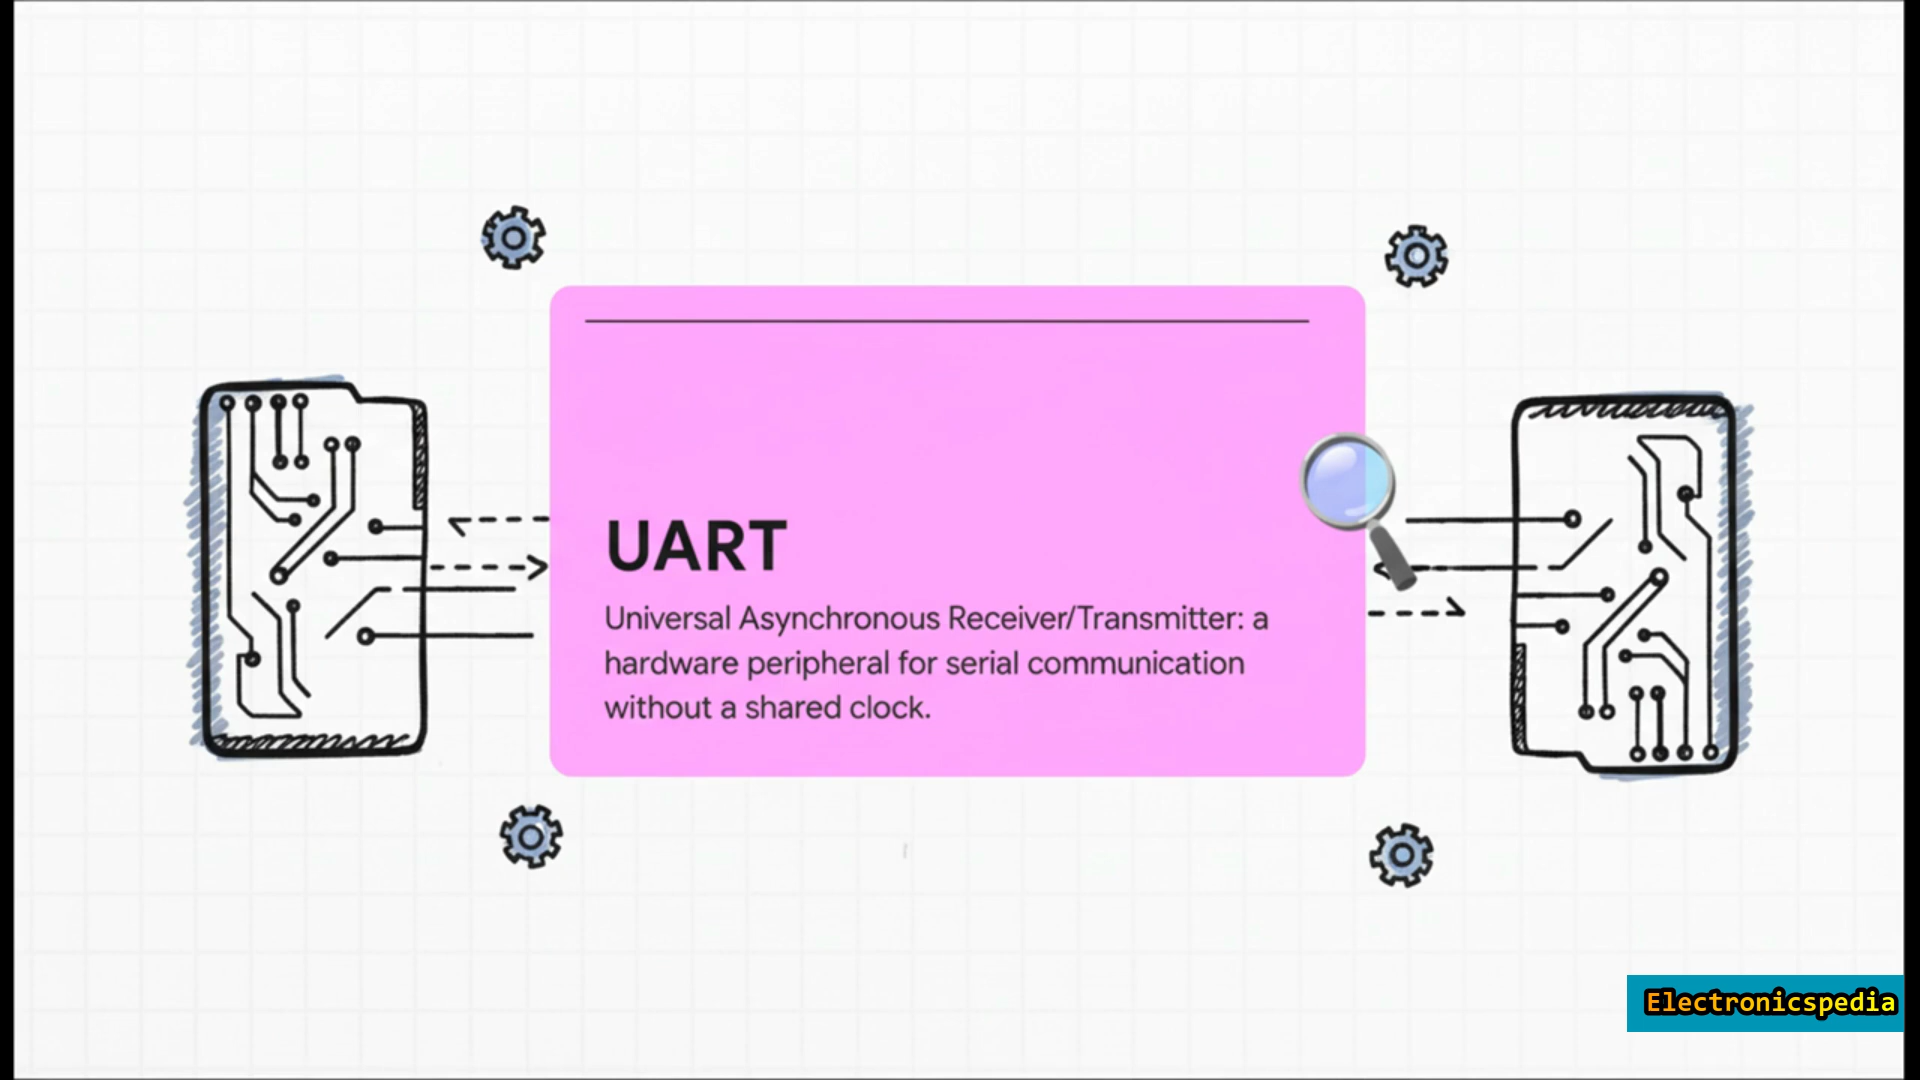 UART
Universal Asynchronous Receiver/Transmitter: a
hardware peripheral for serial communication
without a shared clock.
Electronicspedia